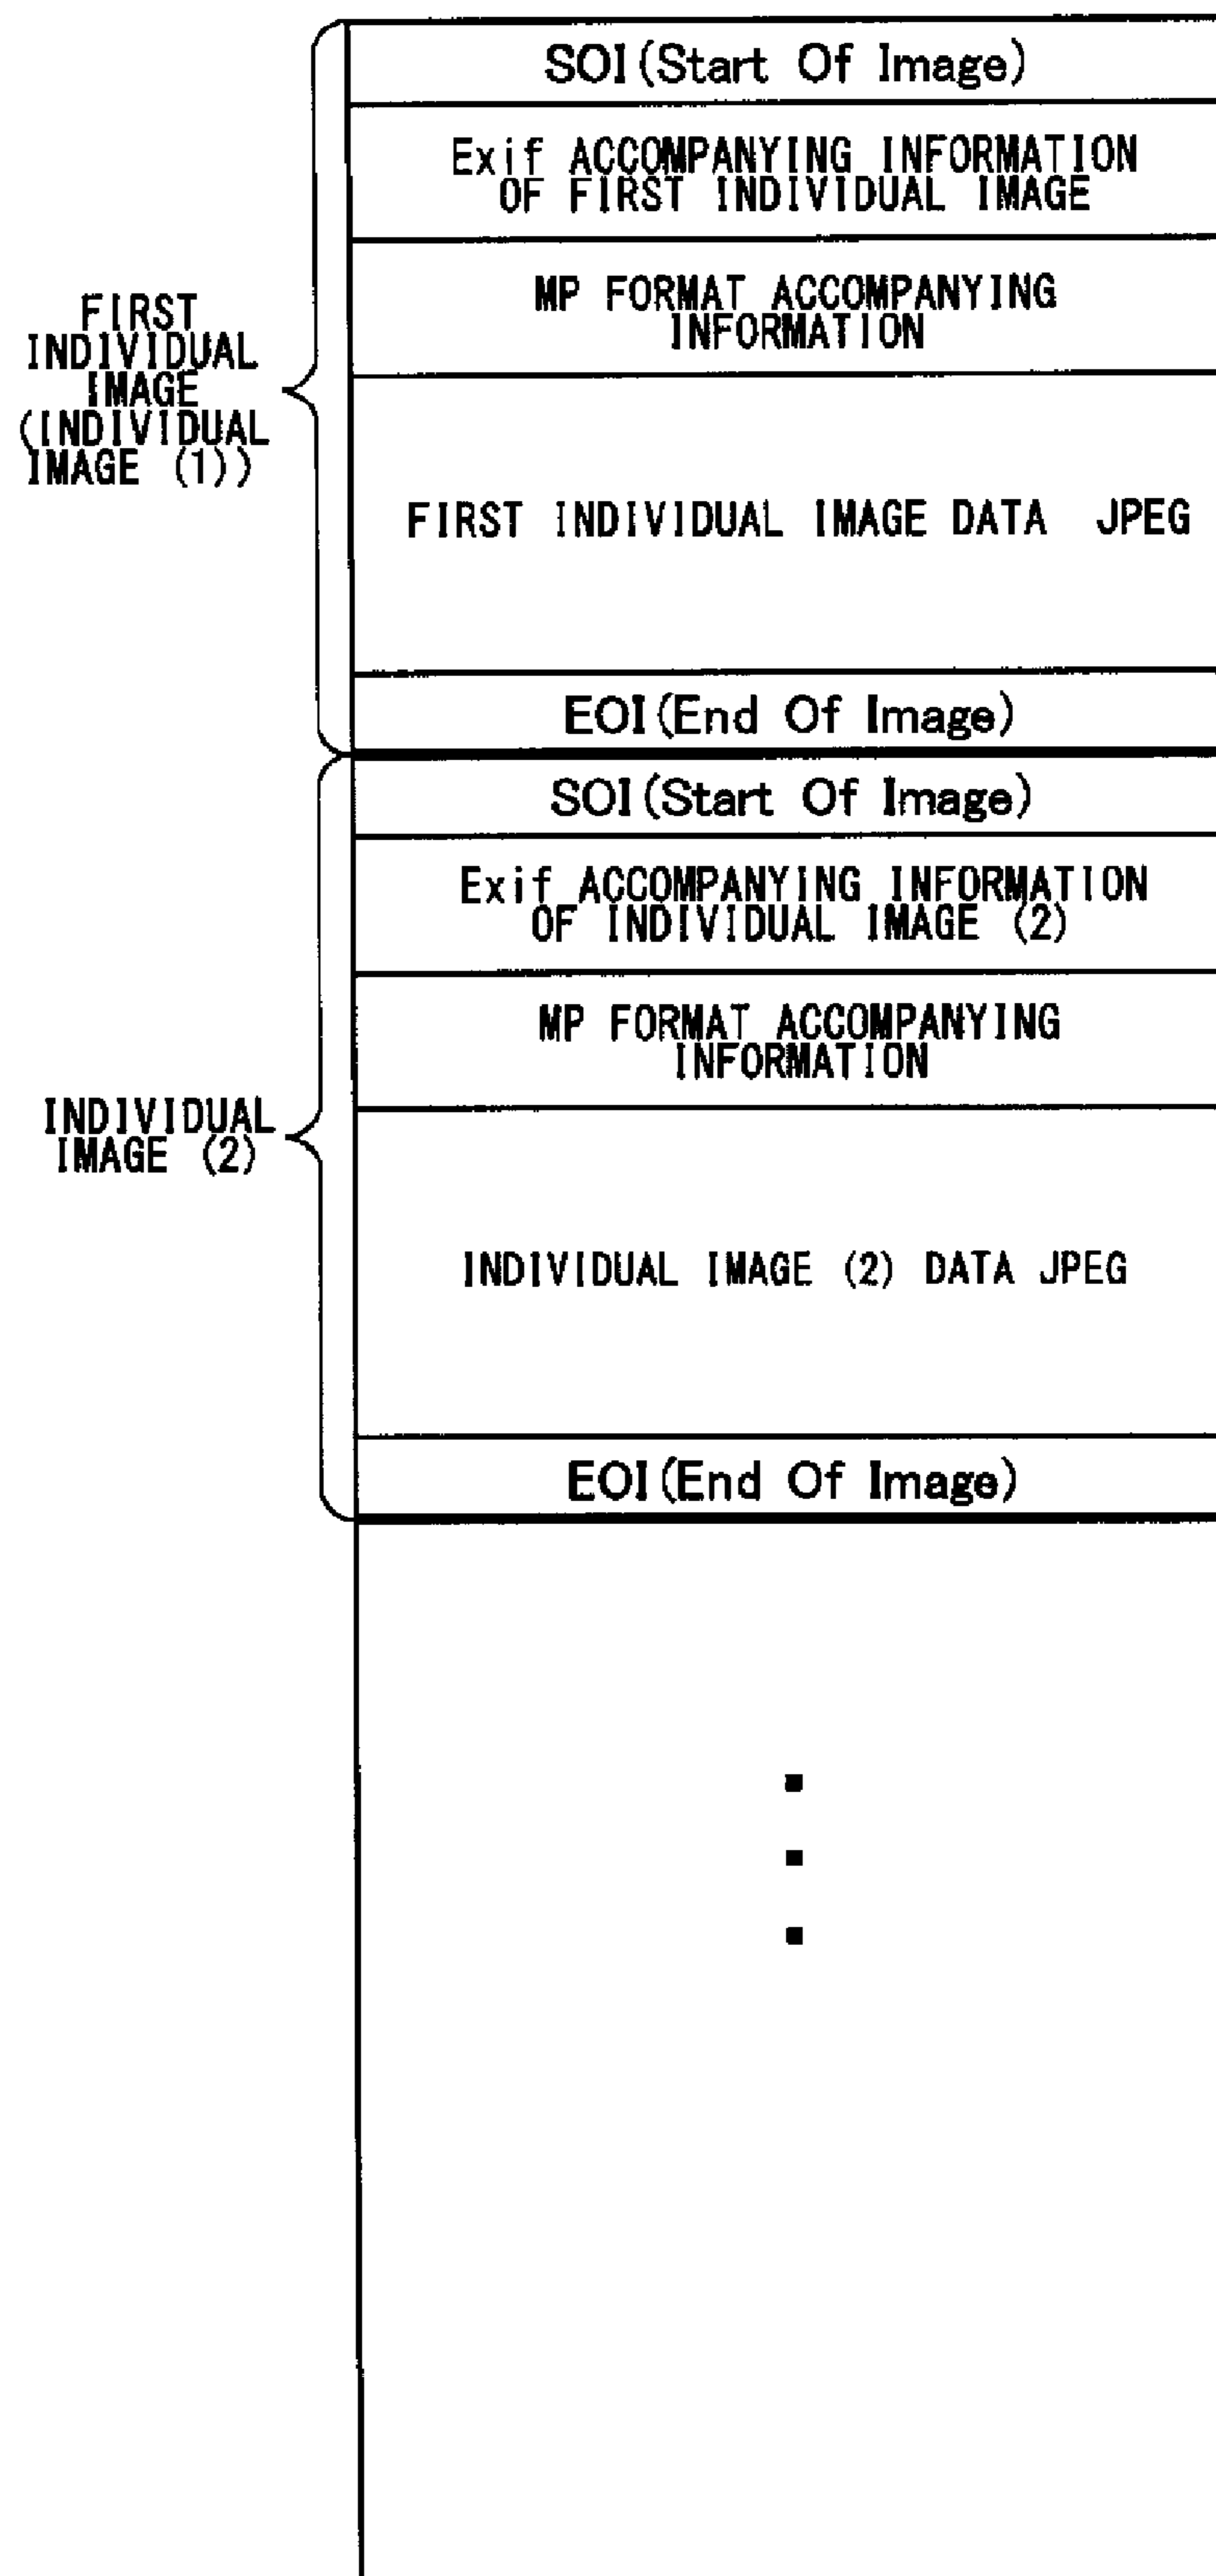 SOI(Start Of Image)
Exif ACCOMPANYING INFORMATION
OF FIRST INDIVIDUAL IMAGE
MP FORMAT ACCOMPANYING
INFORMATION
FIRST
INDIVIDUAL
IMAGE
(INDIVIDUAL
IMAGE (1))
FIRST INDIVIDUAL IMAGE DATA JPEG
EOI(End Of Image)
SOI(Start Of Image)
Exif ACCOMPANYING INFORMATION
OF INDIVIDUAL IMAGE (2)
MP FORMAT ACCOMPANYING
INFORMATION
INDIVIDUAL
IMAGE (2)
INDIVIDUAL IMAGE (2) DATA JPEG
EOI(End Of Image)